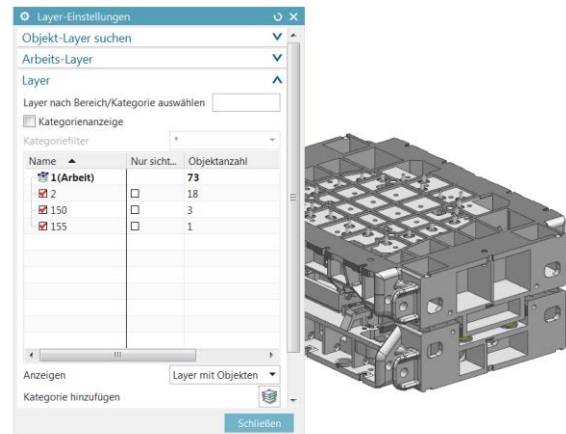 Layer-Einstellungen
Objekt-Layer suchen
Arbeits-Layer
Layer
Layer nach Bereich/Kategorie auswählen
Kategorienanzeige
Kategoriefilter *
Name Nur sicht... Objektanzahl
1(Arbeit) 73
2 18
150 3
155 1
Anzeigen Layer mit Objekten
Kategorie hinzufügen
Schließen